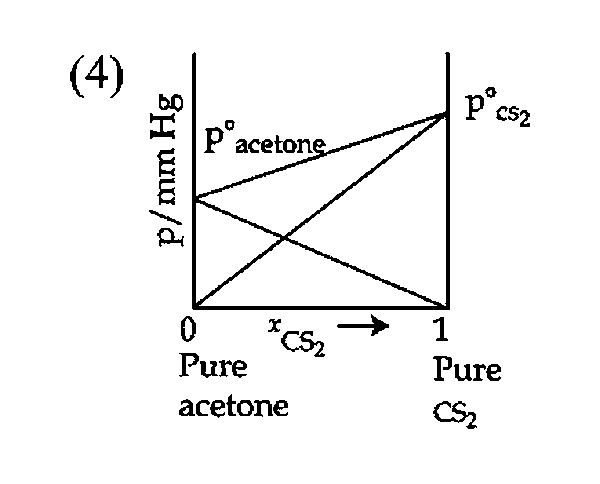 (4)
p/mm Hg
p°acetone
p°CS₂
0
xCS₂ →
1
Pure
acetone
Pure
CS₂